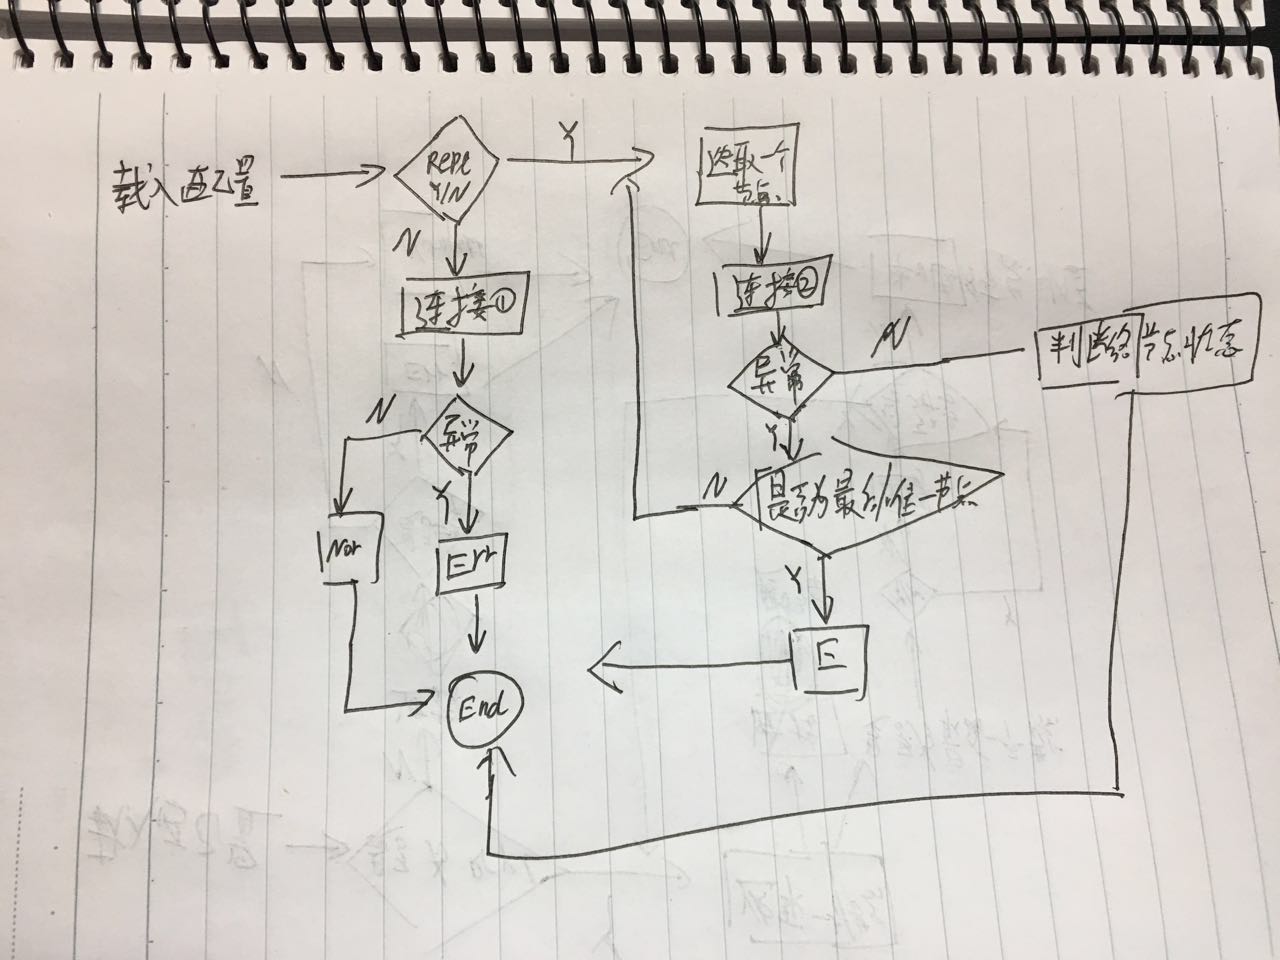 载入配置
Repl
Y/N
Y
N
连接①
异常
N
Y
Nor
Err
End
选取一个
节点
连接②
异常
N
判断终节点状态
Y
是否为最后唯一节点
N
Y
E